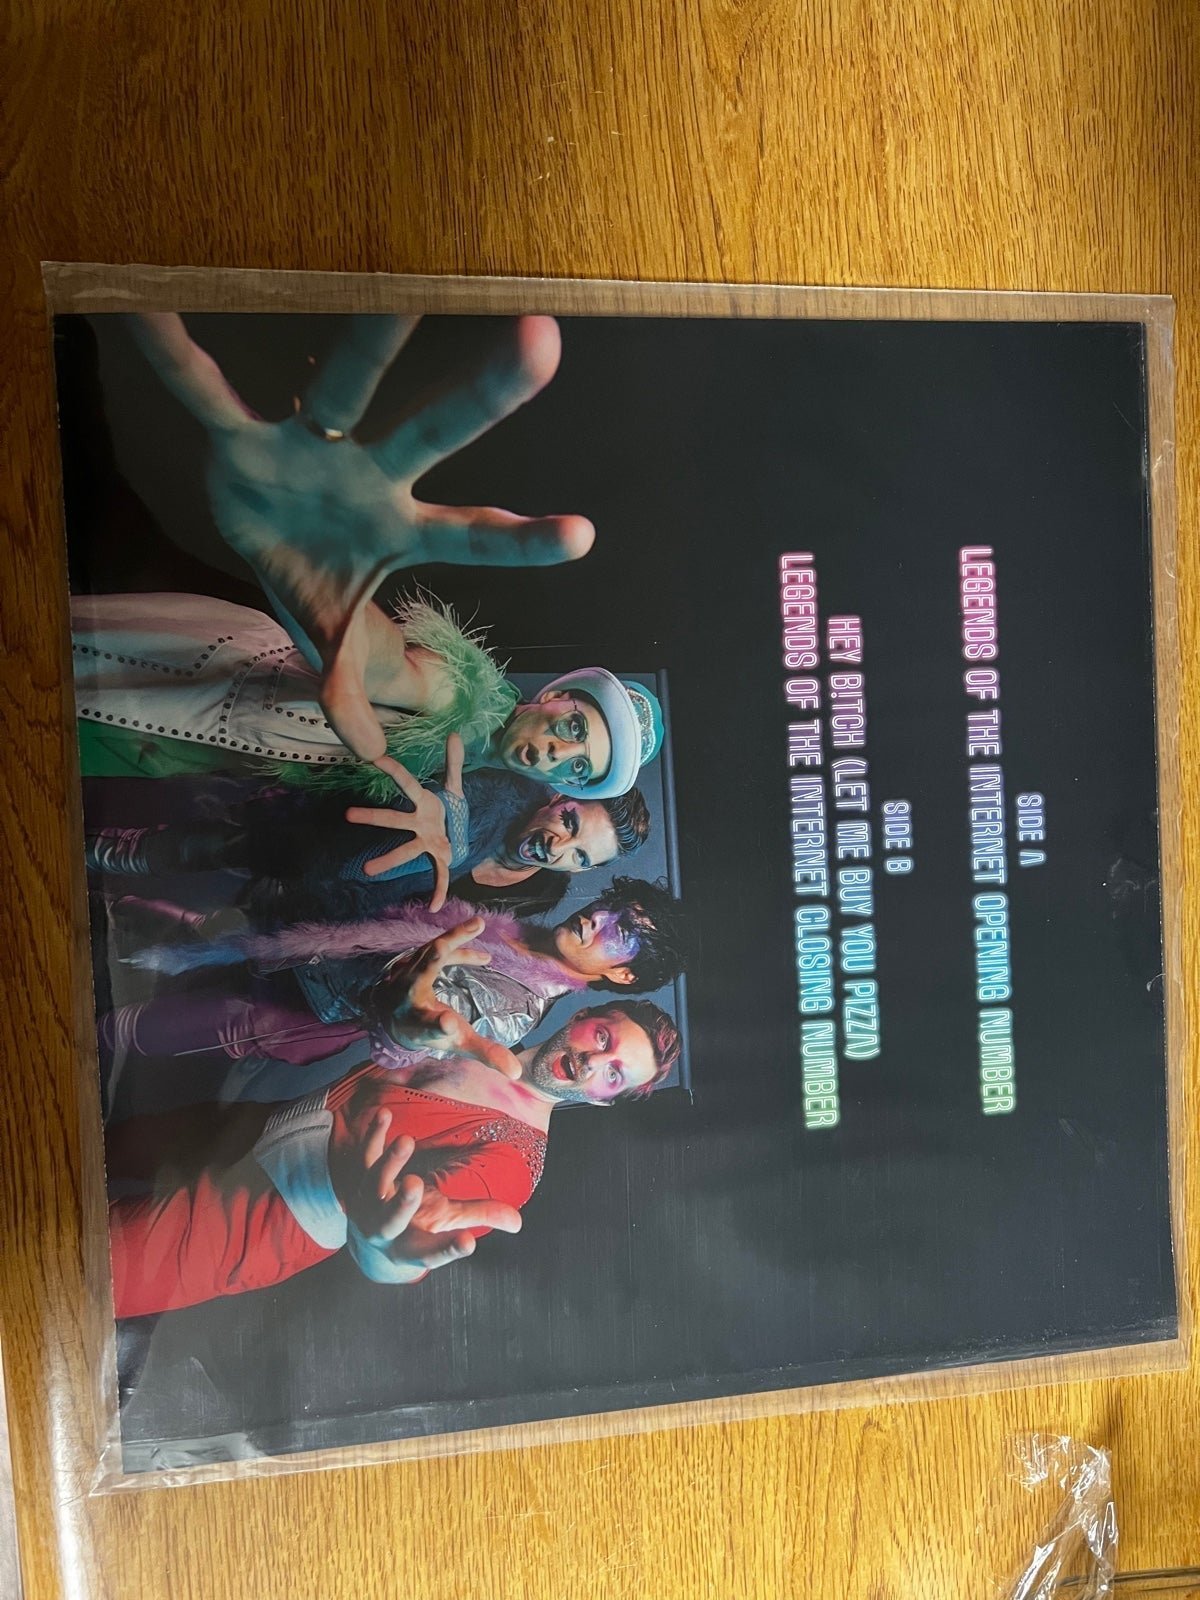 SIDE A
LEGENDS OF THE INTERNET OPENING NUMBER
SIDE B
HEY B!TCH (LET ME BUY YOU PIZZA)
LEGENDS OF THE INTERNET CLOSING NUMBER